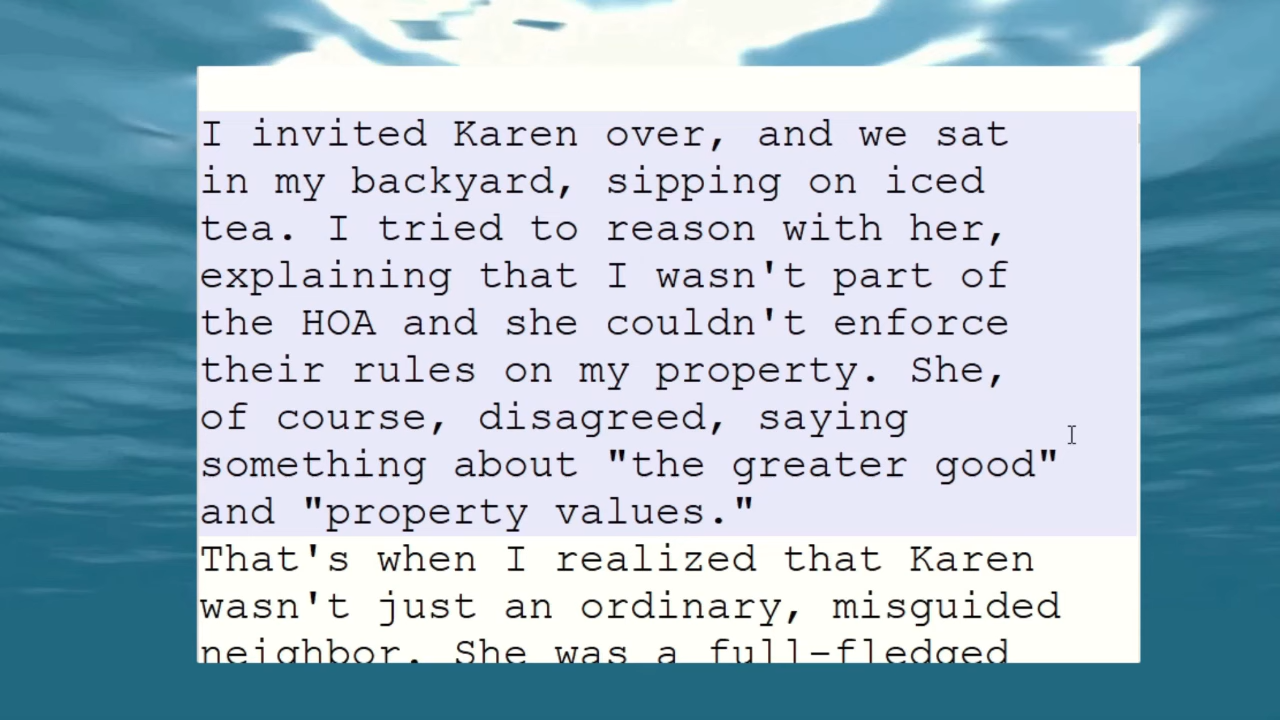 I invited Karen over, and we sat
in my backyard, sipping on iced
tea. I tried to reason with her,
explaining that I wasn't part of
the HOA and she couldn't enforce
their rules on my property. She,
of course, disagreed, saying
something about "the greater good"
and "property values."
That's when I realized that Karen
wasn't just an ordinary, misguided
neighbor. She was a full-fledged